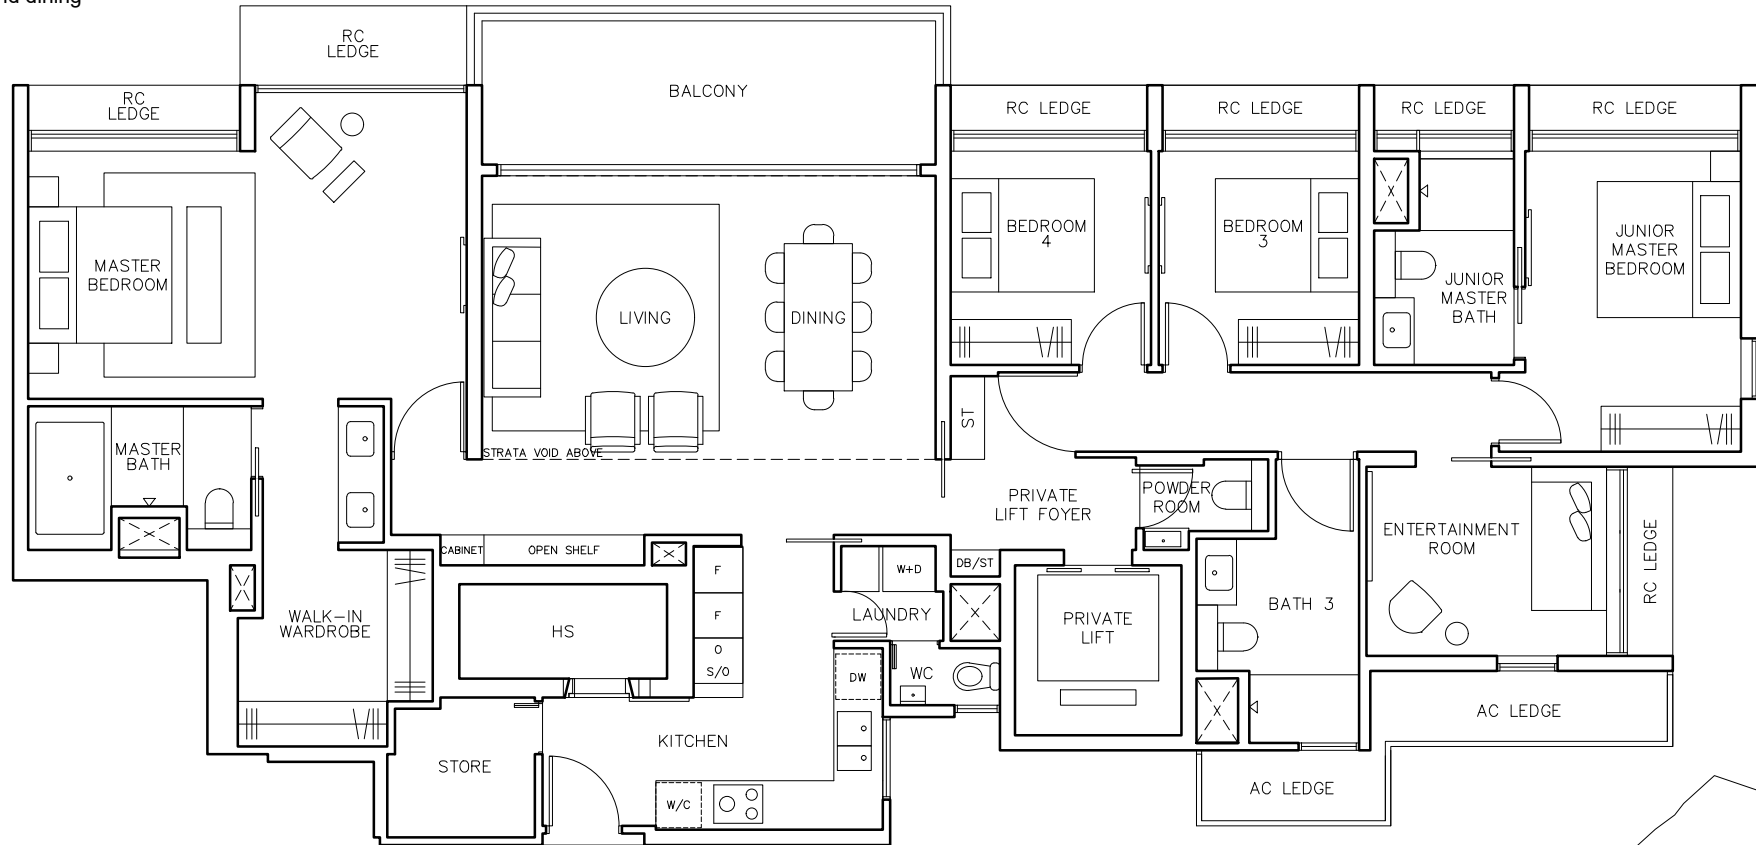 nd dining
RC
LEDGE
RC
LEDGE
BALCONY
RC LEDGE
RC LEDGE
RC LEDGE
RC LEDGE
MASTER
BEDROOM
LIVING
DINING
BEDROOM
4
BEDROOM
3
JUNIOR
MASTER
BATH
JUNIOR
MASTER
BEDROOM
MASTER
BATH
STRATA VOID ABOVE
ST
PRIVATE
LIFT FOYER
POWDER
ROOM
ENTERTAINMENT
ROOM
RC LEDGE
CABINET
OPEN SHELF
F
F
O
S/O
W+D
DB/ST
LAUNDRY
WALK-IN
WARDROBE
HS
PRIVATE
LIFT
BATH 3
DW
WC
KITCHEN
STORE
W/C
AC LEDGE
AC LEDGE